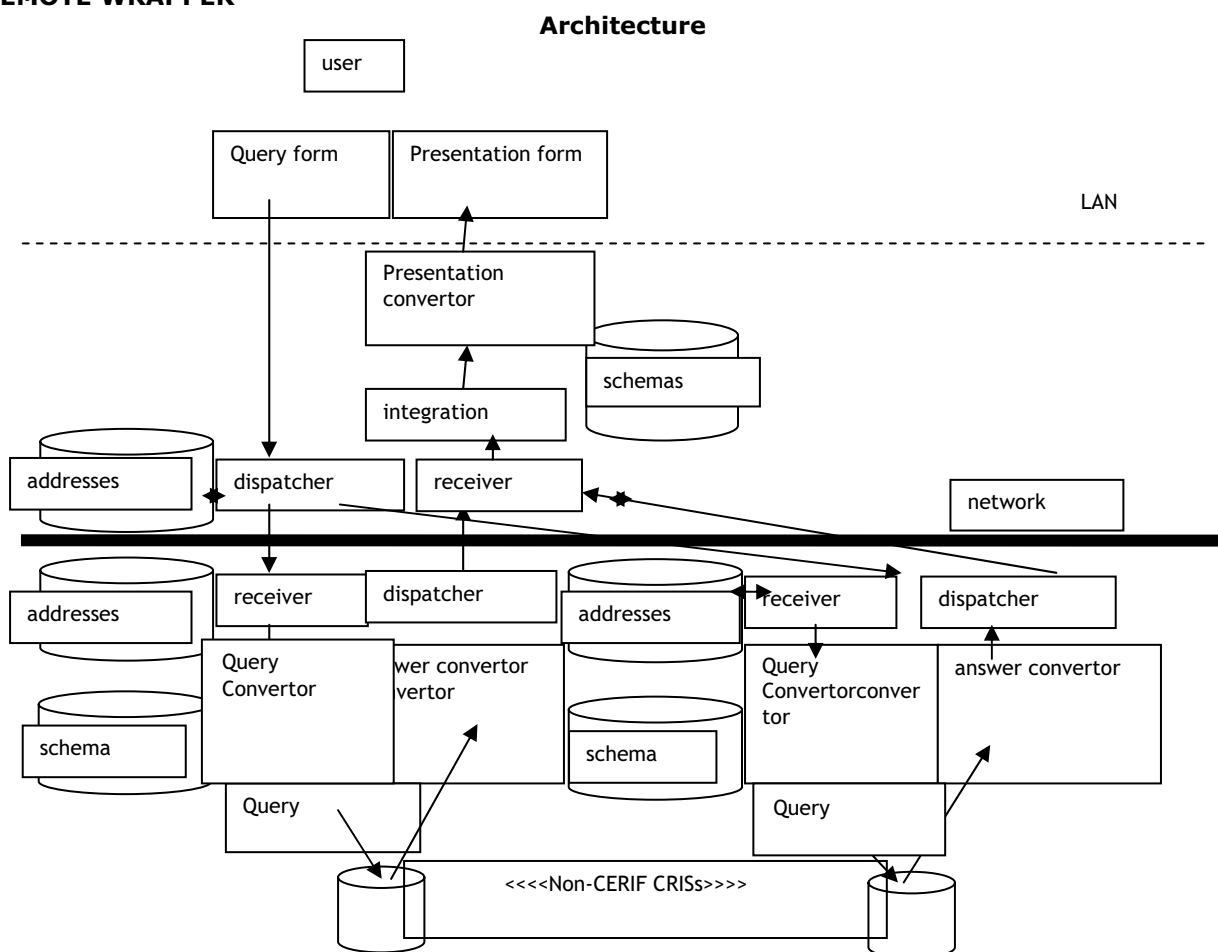 Architecture
user
Query form
Presentation form
LAN
Presentation
convertor
schemas
integration
addresses
dispatcher
receiver
network
addresses
receiver
dispatcher
addresses
receiver
dispatcher
Query
Convertor
wer convertor
vertor
Query
Convertorconver
tor
answer convertor
schema
schema
Query
Query
<<<<Non-CERIF CRISs>>>>